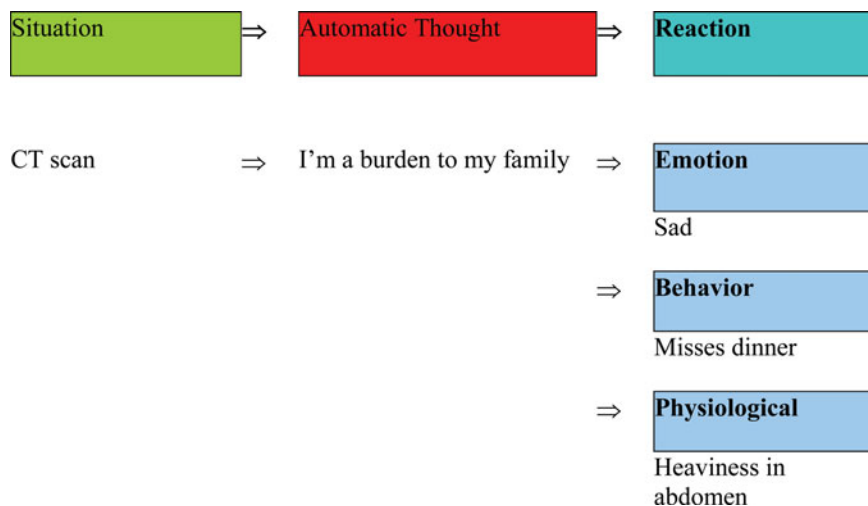 Situation ⇒ Automatic Thought ⇒ Reaction
CT scan ⇒ I'm a burden to my family ⇒ Emotion
Sad
⇒ Behavior
Misses dinner
⇒ Physiological
Heaviness in
abdomen